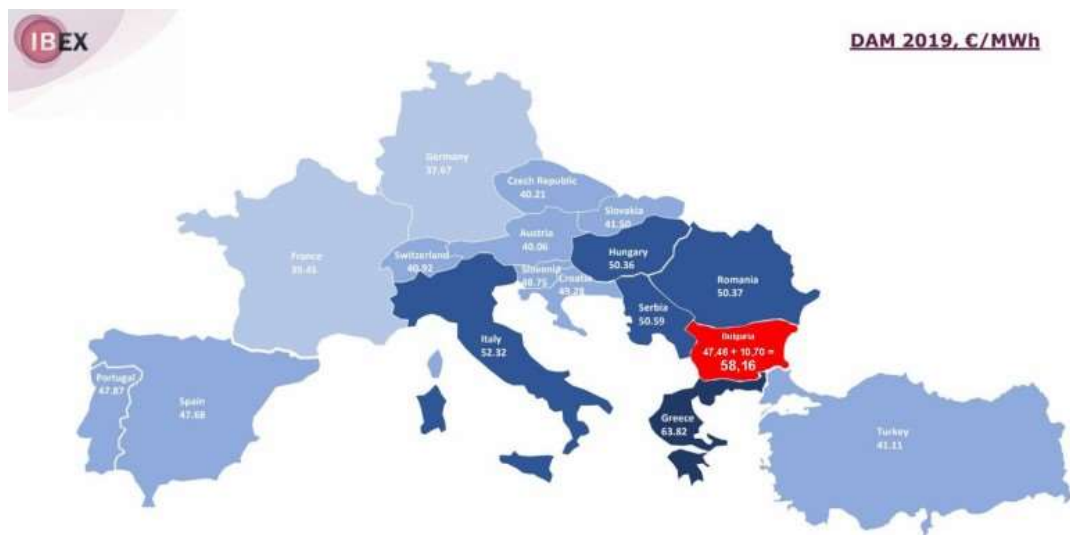 IBEX
DAM 2019, €/MWh
Germany
37.67
Czech Republic
40.21
Slovakia
41.50
Austria
40.06
Switzerland
40.92
Hungary
50.36
Slovenia
48.75
Croatia
49.28
France
39.45
Romania
50.37
Serbia
50.59
Italy
52.32
Bulgaria
47,46 + 10,70 =
58,16
Portugal
47.87
Spain
47.68
Greece
63.82
Turkey
41.11